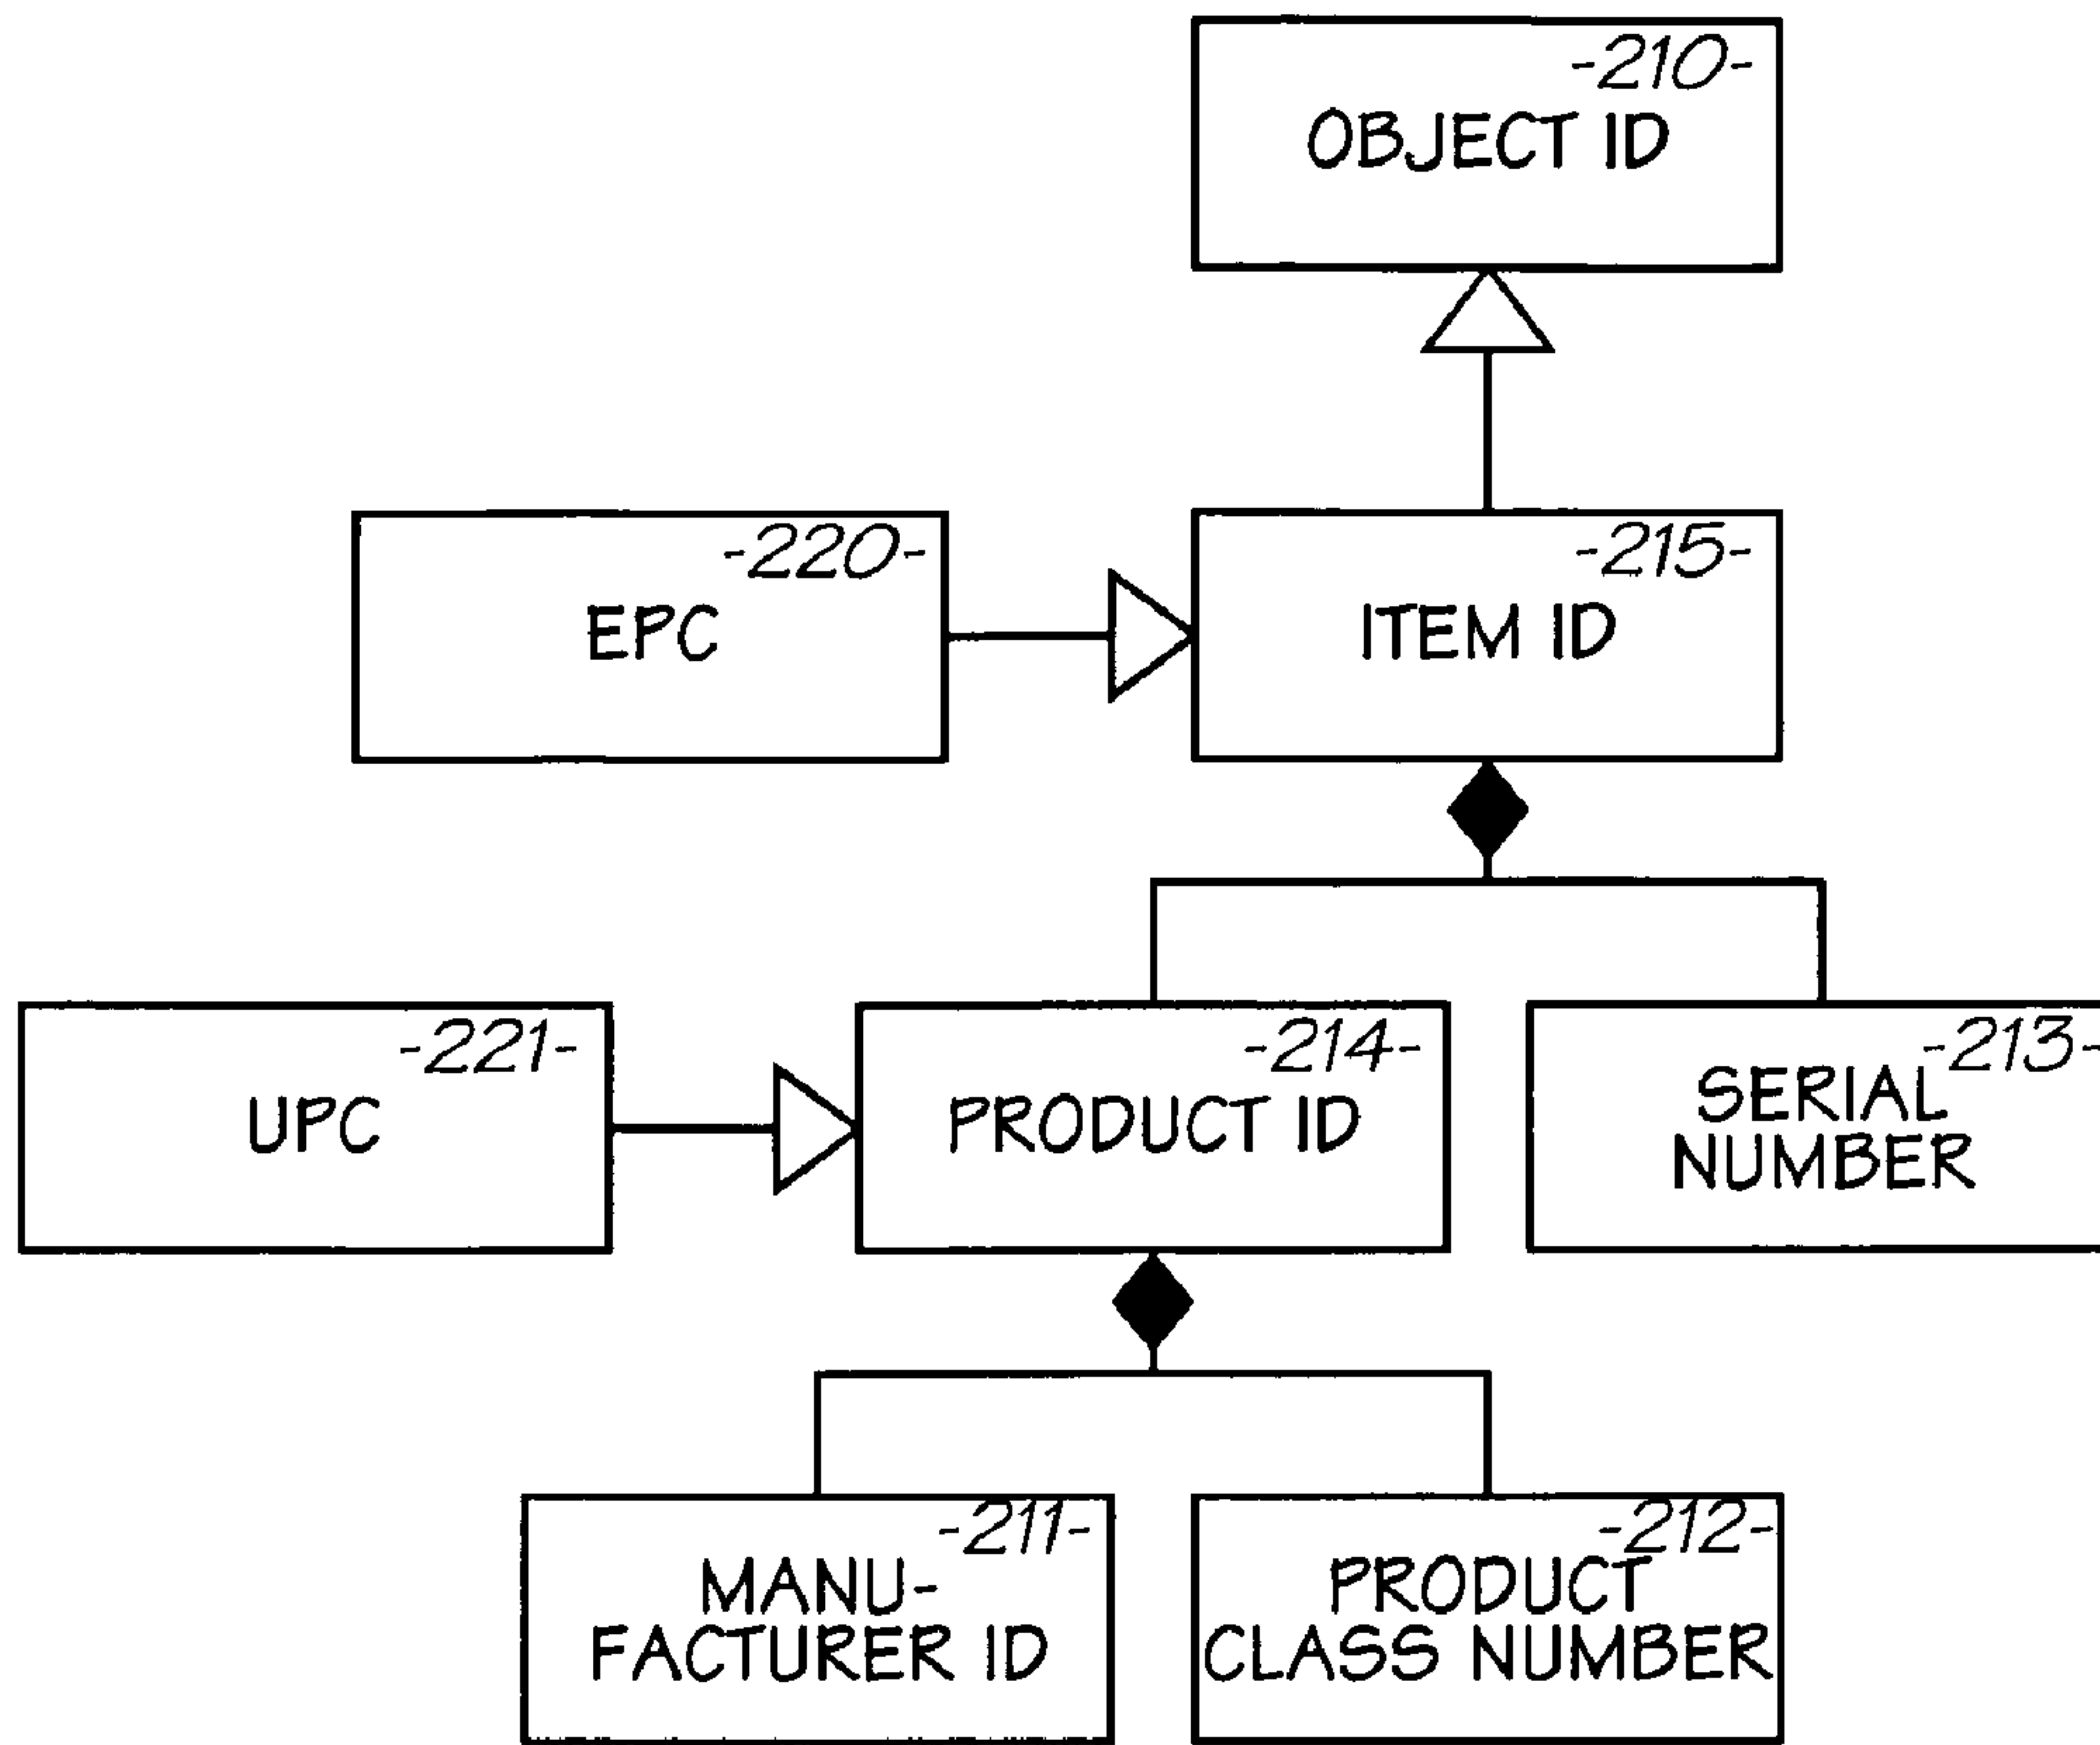 -210-
OBJECT ID
-220-
EPC
-215-
ITEM ID
-221-
UPC
-214-
PRODUCT ID
-213-
SERIAL
NUMBER
-211-
MANU-
FACTURER ID
-212-
PRODUCT
CLASS NUMBER